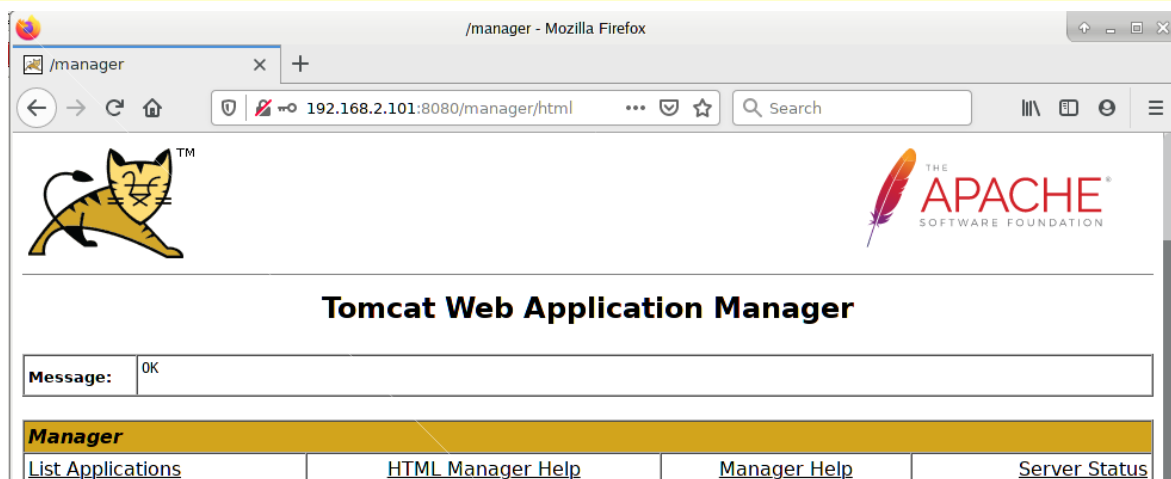 /manager - Mozilla Firefox
/manager
192.168.2.101:8080/manager/html
Search
TM
THE
APACHE®
SOFTWARE FOUNDATION
Tomcat Web Application Manager
Message: OK
Manager
List Applications HTML Manager Help Manager Help Server Status